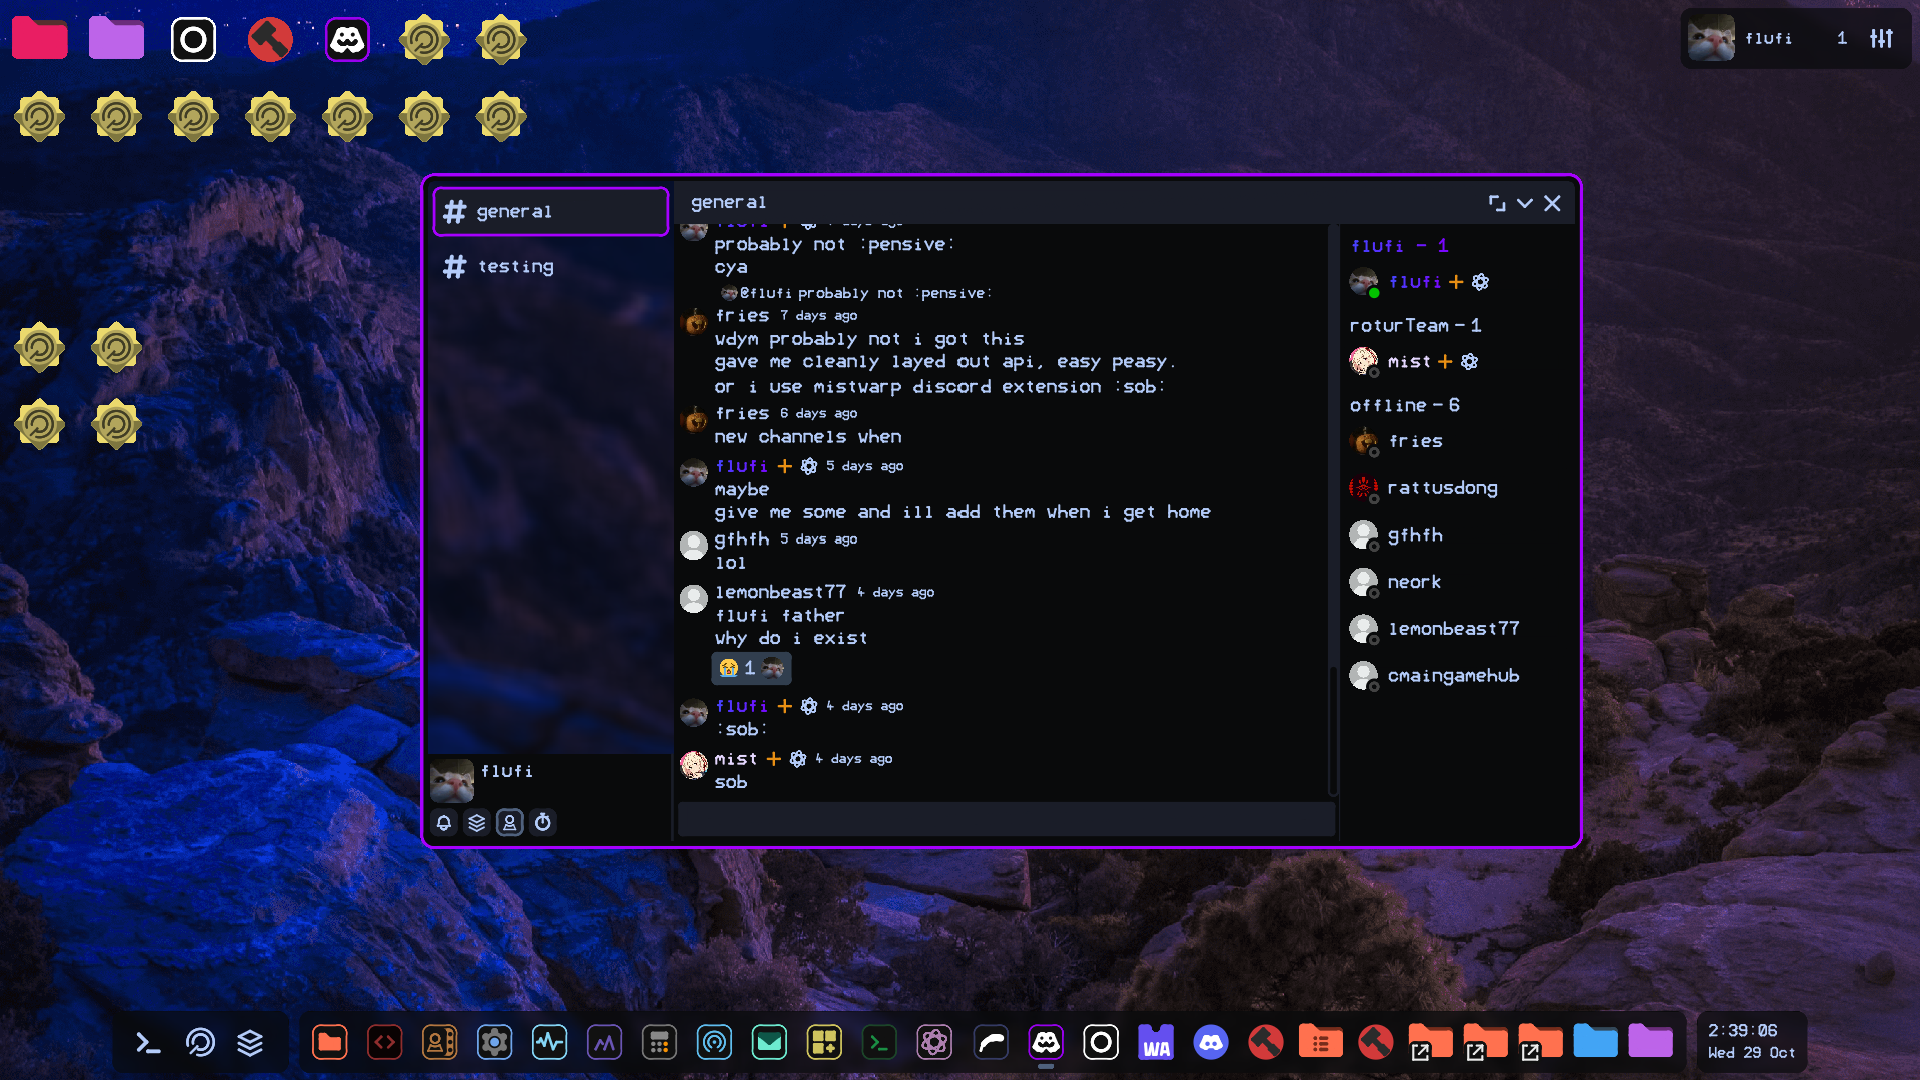 flufi 1
# general
# testing
general
flufi
probably not :pensive:
cya
@flufi probably not :pensive:
fries 7 days ago
wdym probably not i got this
gave me cleanly layed out api, easy peasy.
or i use mistwarp discord extension :sob:
fries 6 days ago
new channels when
flufi 5 days ago
maybe
give me some and ill add them when i get home
gfhfh 5 days ago
lol
lemonbeast77 4 days ago
flufi father
why do i exist
1
flufi 4 days ago
:sob:
mist 4 days ago
sob
flufi - 1
flufi
roturTeam - 1
mist
offline - 6
fries
rattusdong
gfhfh
neork
lemonbeast77
cmaingamehub
flufi
WA
2:39:06
Wed 29 Oct